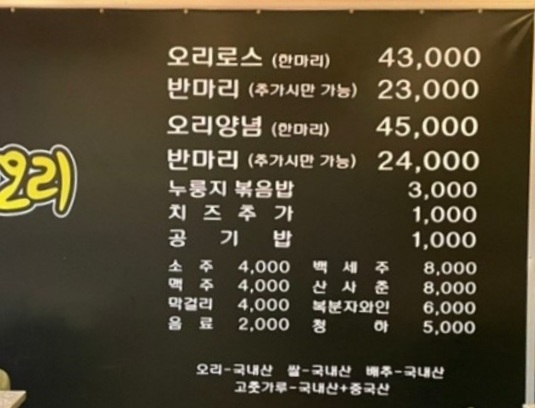 오리
오리로스 (한마리) 43,000
반마리 (추가시만 가능) 23,000
오리양념 (한마리) 45,000
반마리 (추가시만 가능) 24,000
누룽지 볶음밥 3,000
치 즈 추 가 1,000
공 기 밥 1,000
소 주 4,000 백 세 주 8,000
맥 주 4,000 산 사 춘 8,000
막걸리 4,000 복분자와인 6,000
음 료 2,000 청 하 5,000
오리-국내산 쌀-국내산 배추-국내산
고춧가루-국내산+중국산